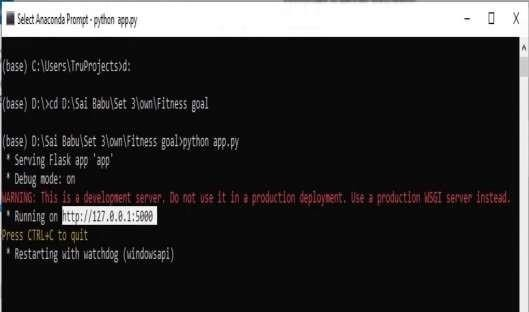 Select Anaconda Prompt - python app.py
(base) C:\Users\TruProjects>d:
(base) D:\>cd D:\Sai Babu\Set 3\own\Fitness goal
(base) D:\Sai Babu\Set 3\own\Fitness goal>python app.py
* Serving Flask app 'app'
* Debug mode: on
WARNING: This is a development server. Do not use it in a production deployment. Use a production WSGI server instead.
* Running on http://127.0.0.1:5000
Press CTRL+C to quit
* Restarting with watchdog (windowsapi)